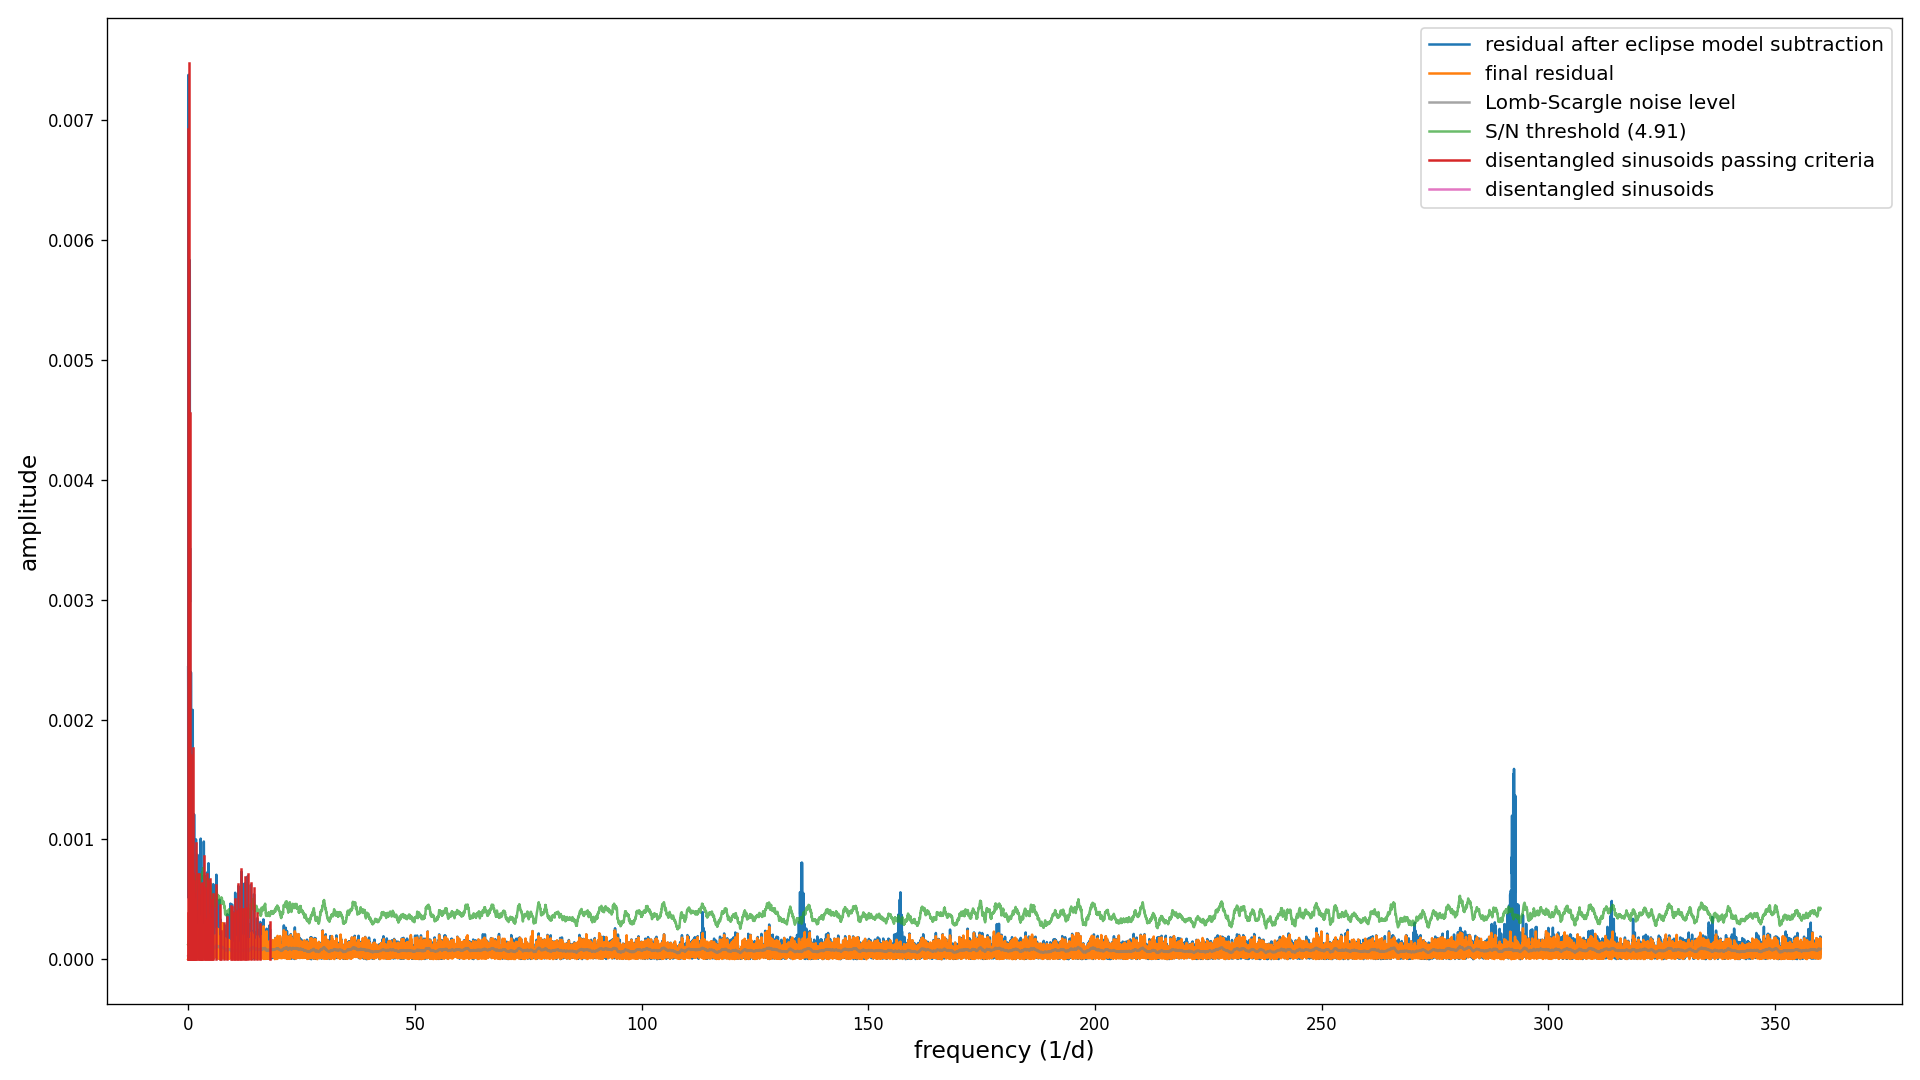 residual after eclipse model subtraction
final residual
Lomb-Scargle noise level
S/N threshold (4.91)
disentangled sinusoids passing criteria
disentangled sinusoids
0.007
0.006
0.005
0.004
0.003
0.002
0.001
0.000
amplitude
0 50 100 150 200 250 300 350
frequency (1/d)